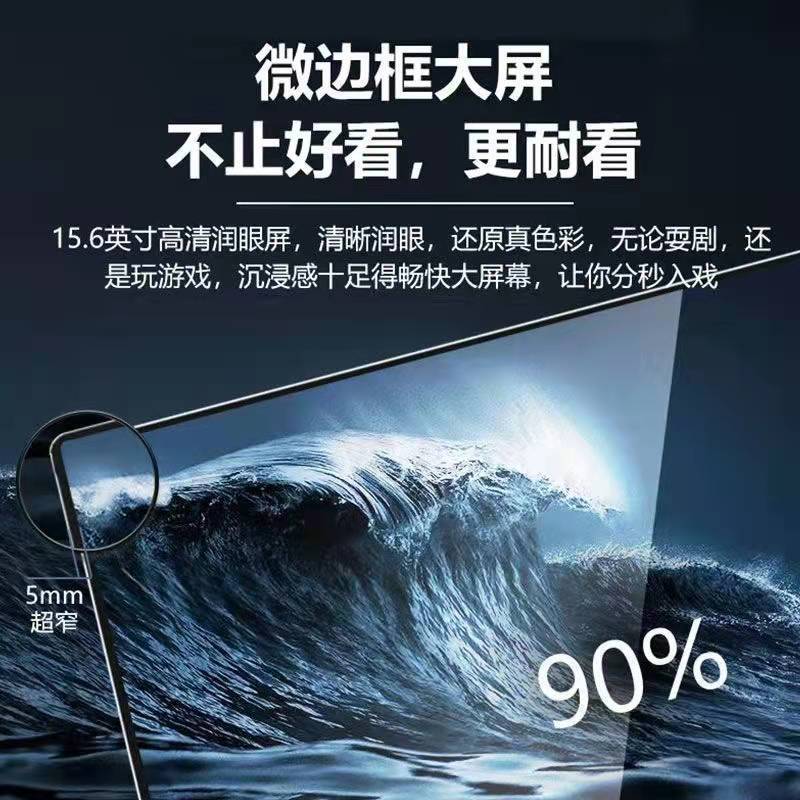 微边框大屏
不止好看，更耐看
15.6英寸高清润眼屏，清晰润眼，还原真色彩，无论耍剧，还
是玩游戏，沉浸感十足得畅快大屏幕，让你分秒入戏
5mm
超窄
90%